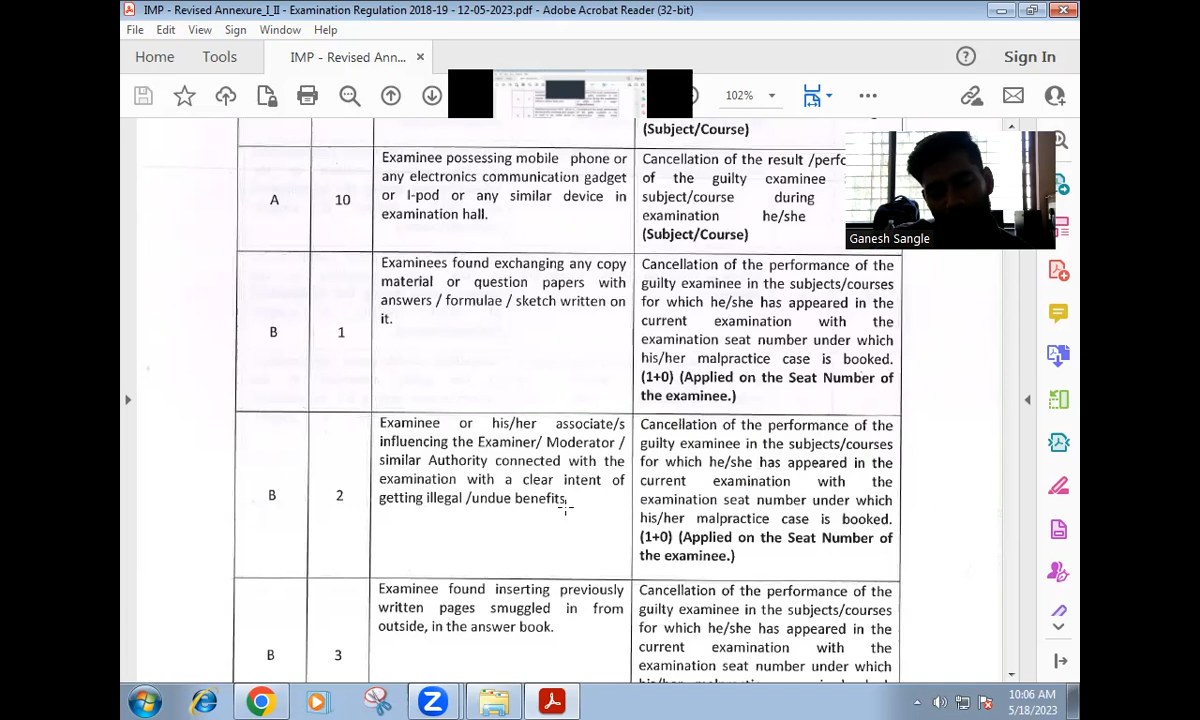 IMP - Revised Annexure_I_II - Examination Regulation 2018-19 - 12-05-2023.pdf - Adobe Acrobat Reader (32-bit)
File Edit View Sign Window Help
Home Tools IMP - Revised Ann... × Sign In
102%
(Subject/Course)
A 10 Examinee possessing mobile phone or
any electronics communication gadget
or I-pod or any similar device in
examination hall.
Cancellation of the result /perfo
of the guilty examinee
subject/course during
examination he/she
(Subject/Course)
Ganesh Sangle
B 1 Examinees found exchanging any copy
material or question papers with
answers / formulae / sketch written on
it.
Cancellation of the performance of the
guilty examinee in the subjects/courses
for which he/she has appeared in the
current examination with the
examination seat number under which
his/her malpractice case is booked.
(1+0) (Applied on the Seat Number of
the examinee.)
B 2 Examinee or his/her associate/s
influencing the Examiner/ Moderator /
similar Authority connected with the
examination with a clear intent of
getting illegal /undue benefits.
Cancellation of the performance of the
guilty examinee in the subjects/courses
for which he/she has appeared in the
current examination with the
examination seat number under which
his/her malpractice case is booked.
(1+0) (Applied on the Seat Number of
the examinee.)
B 3 Examinee found inserting previously
written pages smuggled in from
outside, in the answer book.
Cancellation of the performance of the
guilty examinee in the subjects/courses
for which he/she has appeared in the
current examination with the
examination seat number under which
10:06 AM
5/18/2023